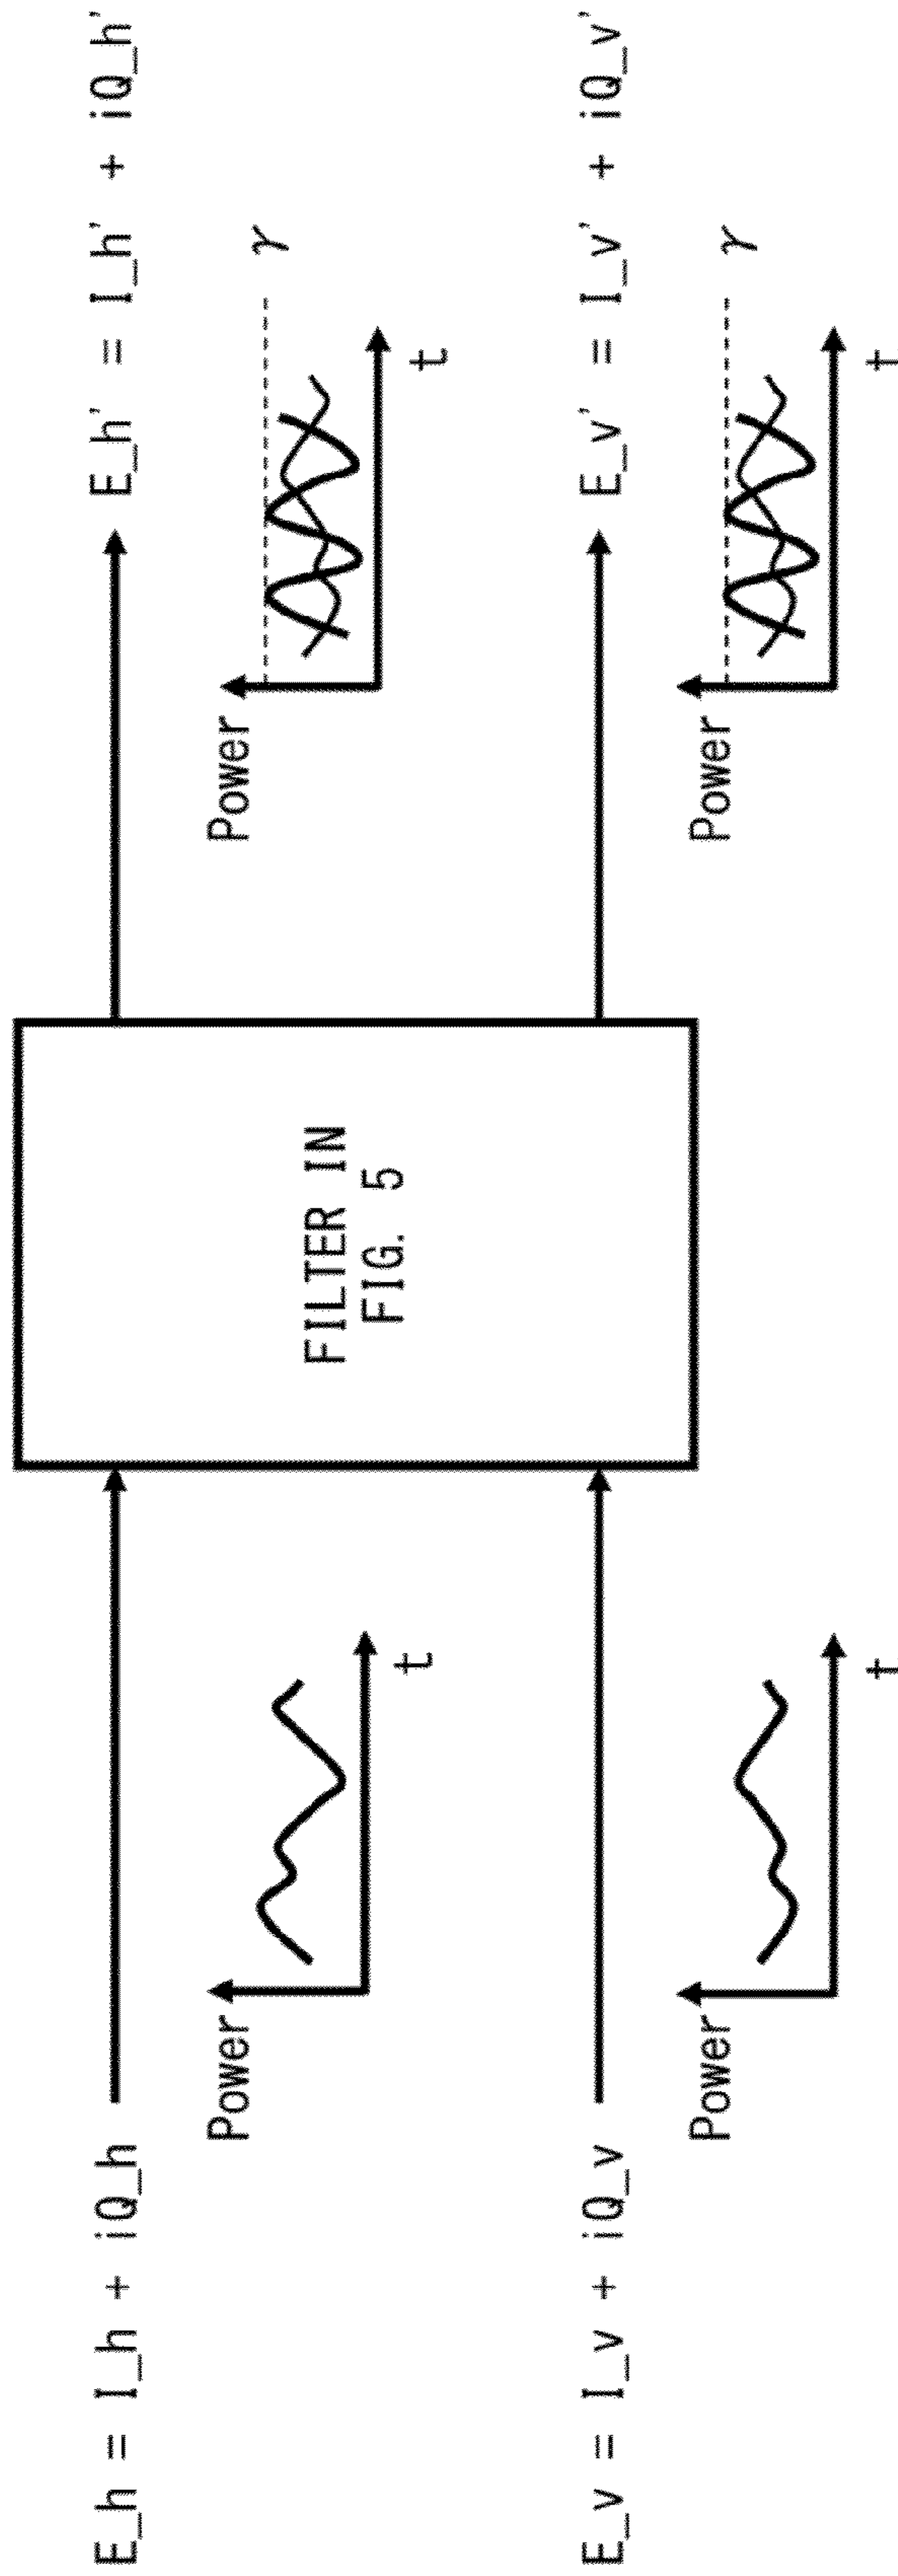 E_h = I_h + iQ_h
Power
t
FILTER IN
FIG. 5
E_h' = I_h' + iQ_h'
Power
γ
t
E_v = I_v + iQ_v
Power
t
E_v' = I_v' + iQ_v'
Power
γ
t